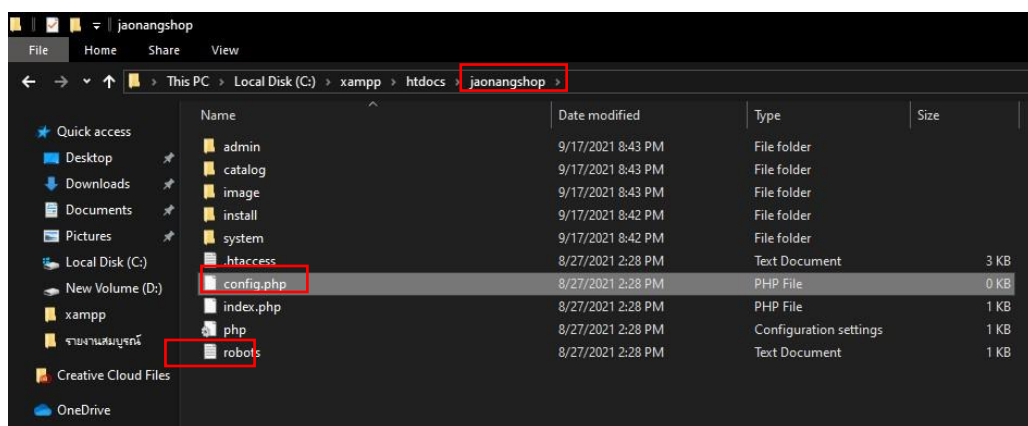 jaonangshop
File Home Share View
This PC > Local Disk (C:) > xampp > htdocs > jaonangshop >
Name Date modified Type Size
Quick access
Desktop
Downloads
Documents
Pictures
Local Disk (C:)
New Volume (D:)
xampp
รายงานสมบูรณ์
Creative Cloud Files
OneDrive
admin 9/17/2021 8:43 PM File folder
catalog 9/17/2021 8:43 PM File folder
image 9/17/2021 8:43 PM File folder
install 9/17/2021 8:42 PM File folder
system 9/17/2021 8:42 PM File folder
.htaccess 8/27/2021 2:28 PM Text Document 3 KB
config.php 8/27/2021 2:28 PM PHP File 0 KB
index.php 8/27/2021 2:28 PM PHP File 1 KB
php 8/27/2021 2:28 PM Configuration settings 1 KB
robots 8/27/2021 2:28 PM Text Document 1 KB